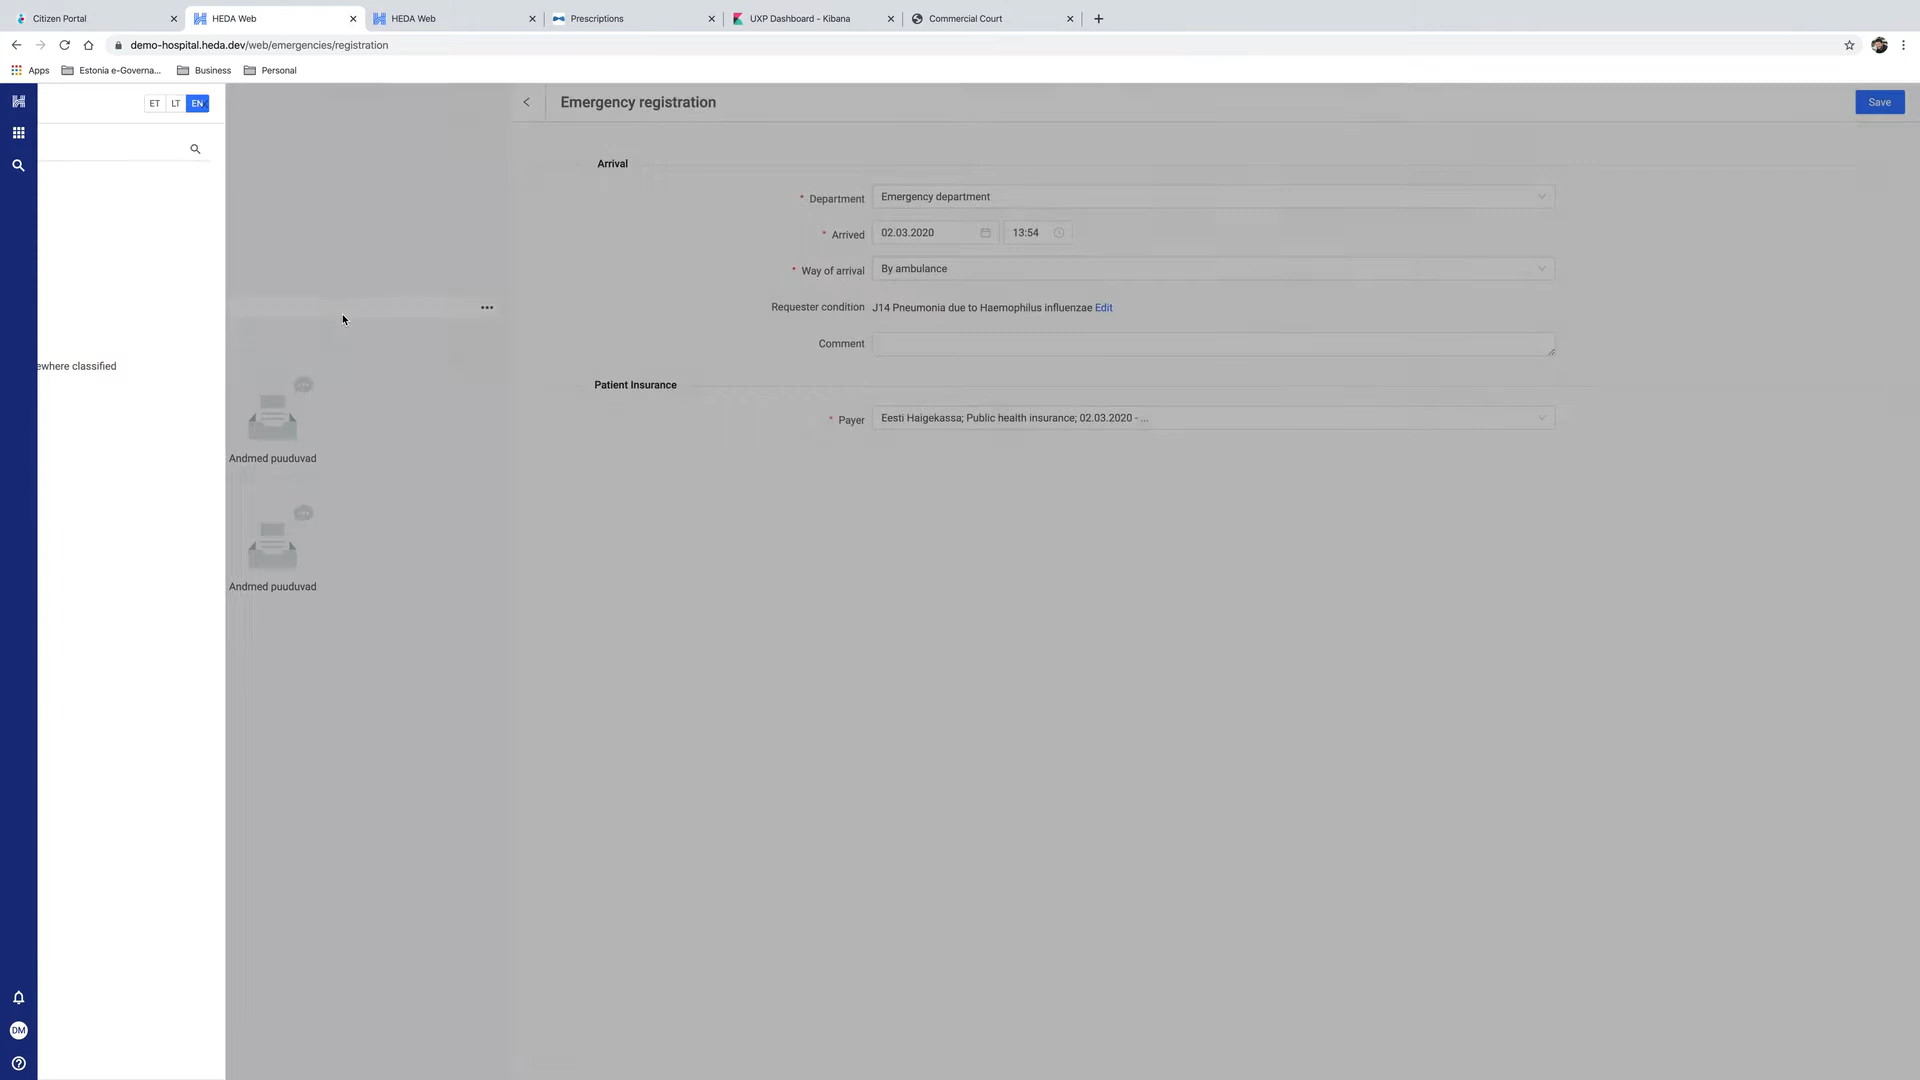 Citizen Portal
HEDA Web
HEDA Web
Prescriptions
UXP Dashboard - Kibana
Commercial Court
demo-hospital.heda.dev/web/emergencies/registration
Apps
Estonia e-Governa...
Business
Personal
ET
LT
EN
Emergency registration
Save
Arrival
* Department
Emergency department
* Arrived
02.03.2020
13:54
* Way of arrival
By ambulance
Requester condition
J14 Pneumonia due to Haemophilus influenzae Edit
Comment
ewhere classified
Patient Insurance
* Payer
Eesti Haigekassa; Public health insurance; 02.03.2020 - ...
Andmed puuduvad
Andmed puuduvad
DM